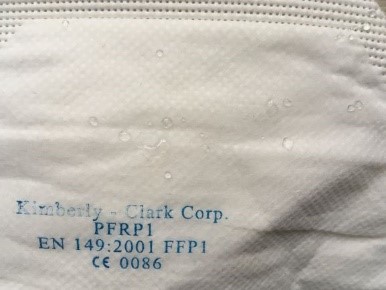 Kimberly - Clark Corp.
PFRP1
EN 149:2001 FFP1
CE 0086